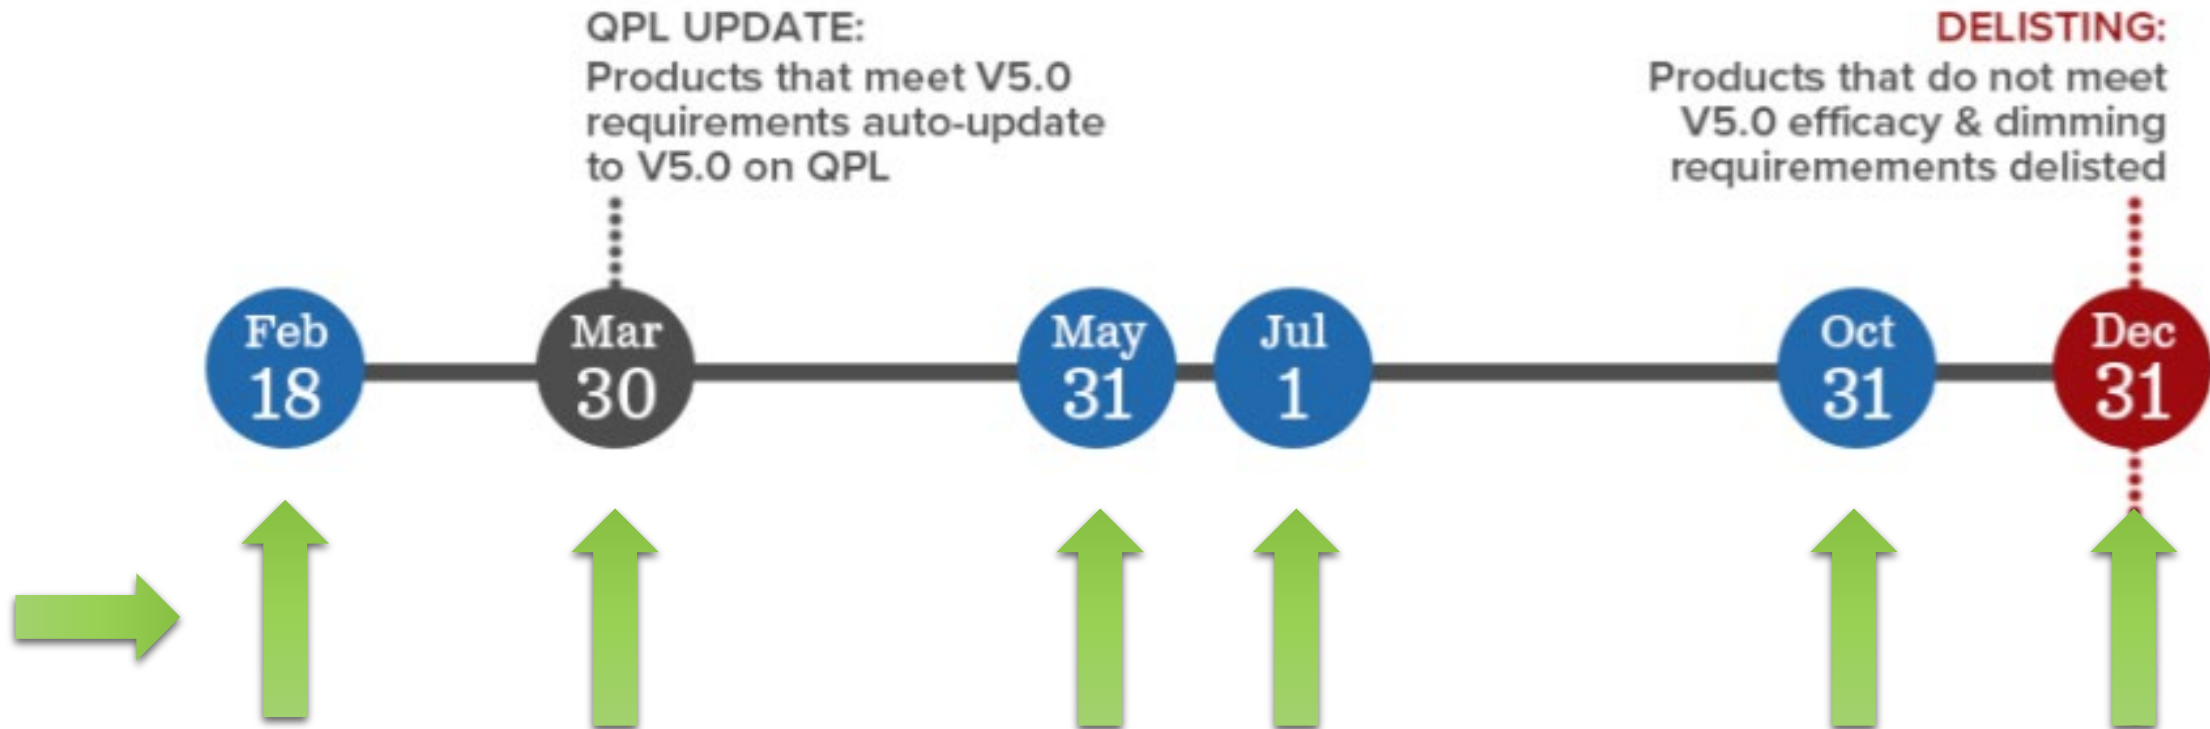 QPL UPDATE:
Products that meet V5.0
requirements auto-update
to V5.0 on QPL
DELISTING:
Products that do not meet
V5.0 efficacy & dimming
requiremements delisted
Feb
18
Mar
30
May
31
Jul
1
Oct
31
Dec
31